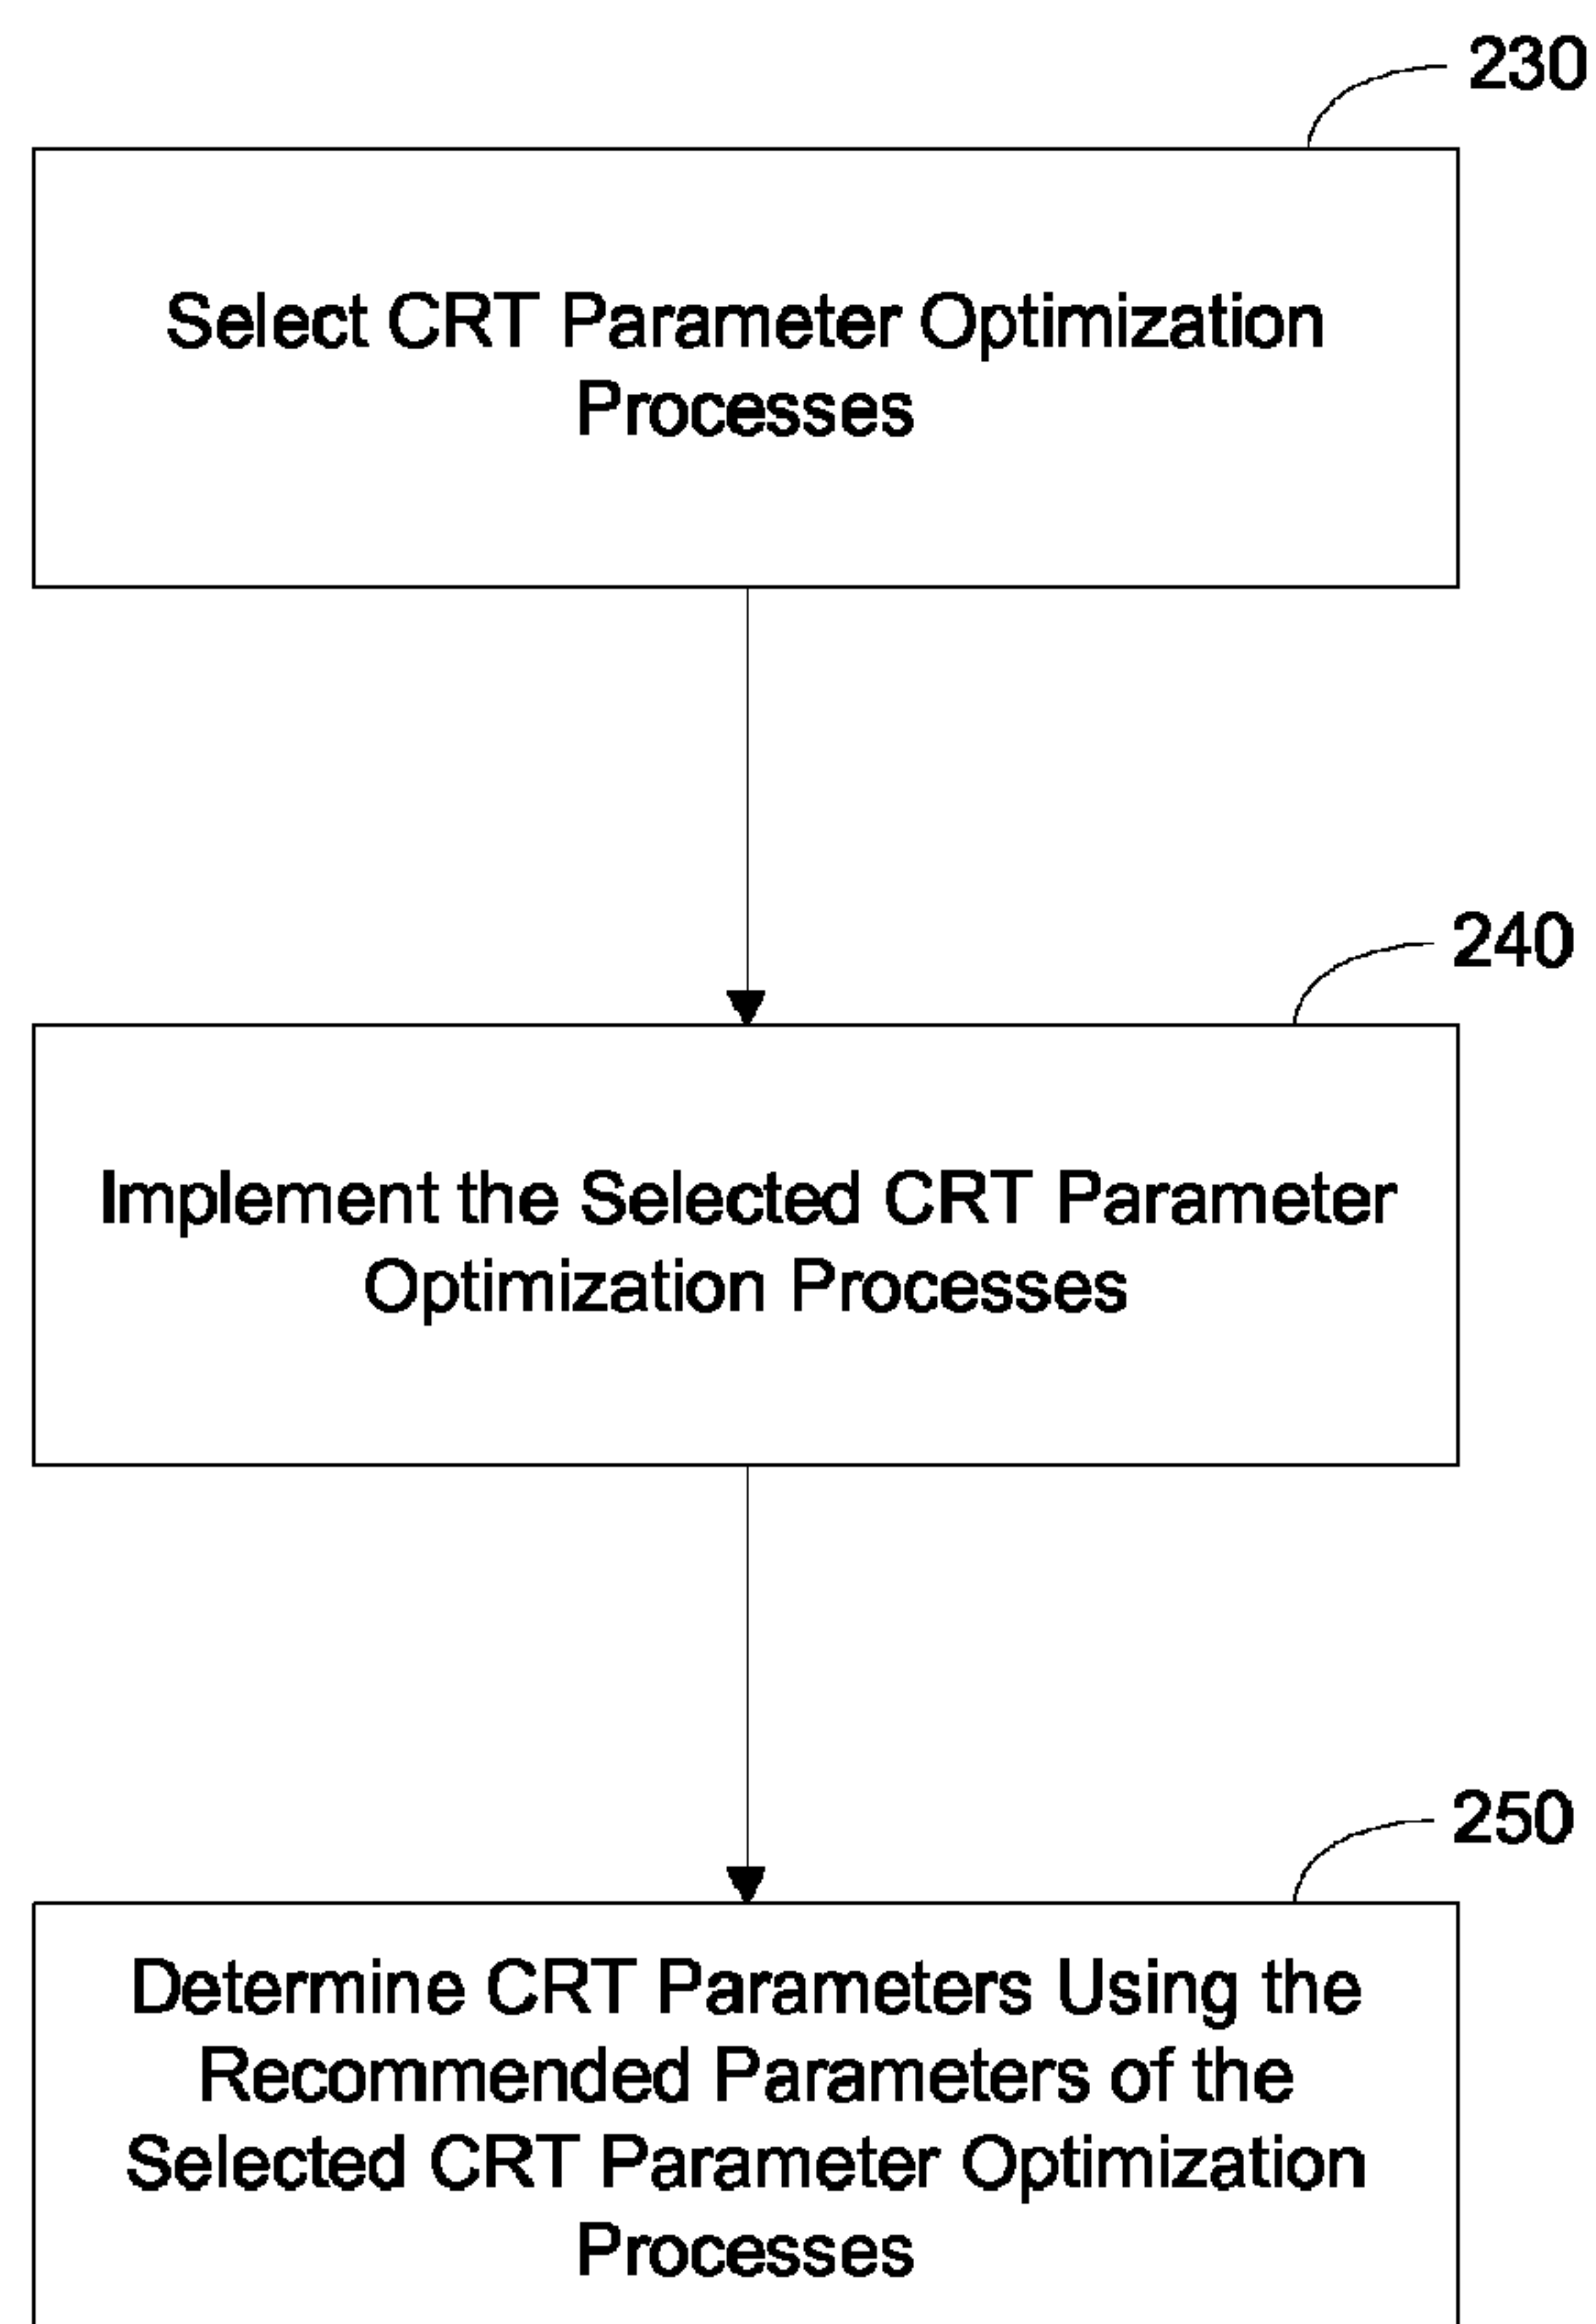 230
Select CRT Parameter Optimization
Processes
240
Implement the Selected CRT Parameter
Optimization Processes
250
Determine CRT Parameters Using the
Recommended Parameters of the
Selected CRT Parameter Optimization
Processes